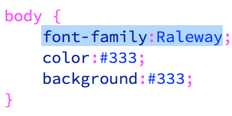 body {
font-family:Raleway;
color:#333;
background:#333;
}